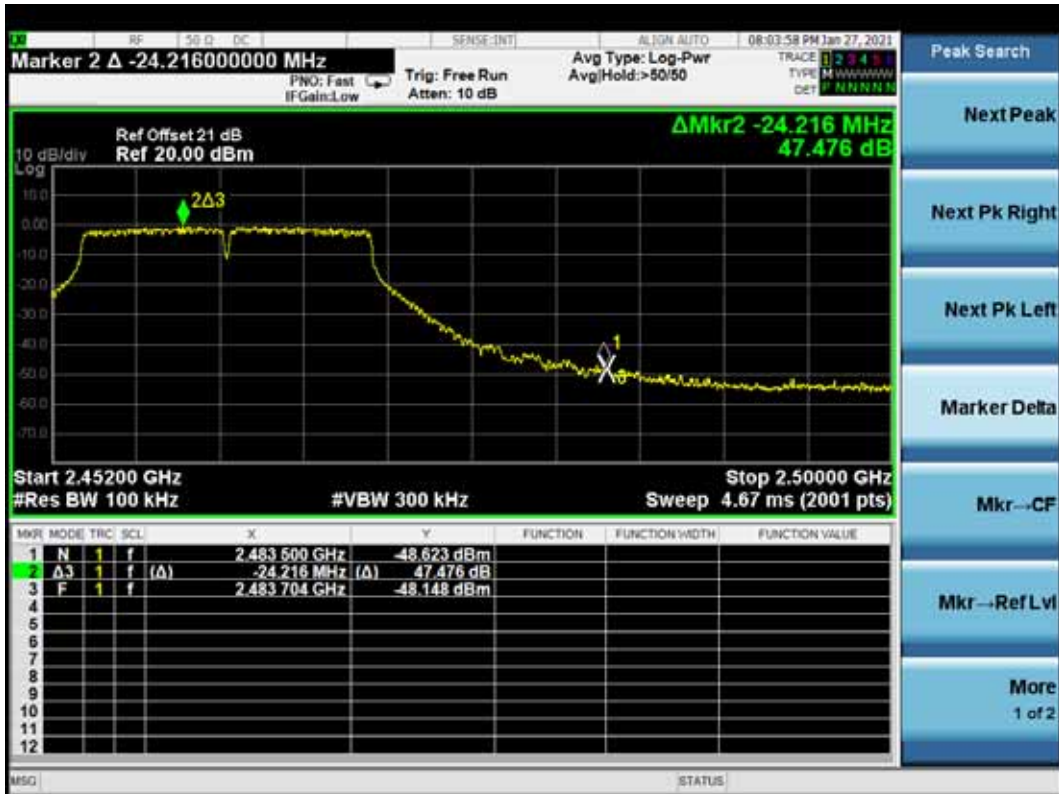 RF 50 Ω DC SENSE:INT ALIGN AUTO 08:03:58 PM Jan 27, 2021
Marker 2 Δ -24.216000000 MHz
PNO: Fast
IFGain:Low
Trig: Free Run
Atten: 10 dB
Avg Type: Log-Pwr
Avg|Hold:>50/50
TRACE 1 2 3 4 5 6
TYPE M WWWWW
DET P N N N N N
Ref Offset 21 dB
10 dB/div Ref 20.00 dBm
Log
ΔMkr2 -24.216 MHz
47.476 dB
10.0
0.00
-10.0
-20.0
-30.0
-40.0
-50.0
-60.0
-70.0
2Δ3
1
3
Start 2.45200 GHz
Stop 2.50000 GHz
#Res BW 100 kHz
#VBW 300 kHz
Sweep 4.67 ms (2001 pts)
MKR MODE TRC SCL X Y FUNCTION FUNCTION WIDTH FUNCTION VALUE
1 N 1 f 2.483 500 GHz -48.623 dBm
2 Δ3 1 f (Δ) -24.216 MHz (Δ) 47.476 dB
3 F 1 f 2.483 704 GHz -48.148 dBm
4
5
6
7
8
9
10
11
12
MSG
STATUS
Peak Search
Next Peak
Next Pk Right
Next Pk Left
Marker Delta
Mkr→CF
Mkr→Ref Lvl
More
1 of 2